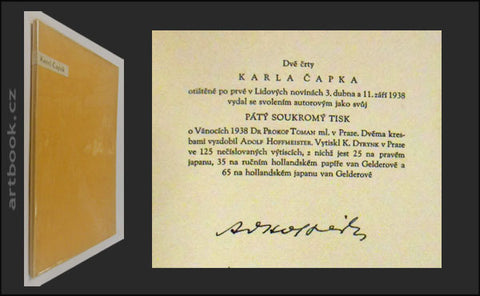 artbook.cz
Karel Čapek
Dvě črty
KARLA ČAPKA
otištěné po prvé v Lidových novinách 3. dubna a 11. září 1938
vydal se svolením autorovým jako svůj
PÁTÝ SOUKROMÝ TISK
o Vánocích 1938 DR PROKOP TOMAN ml. v Praze. Dvěma kres-
bami vyzdobil ADOLF HOFFMEISTER. Vytiskl K. DYRYNK v Praze
ve 125 nečíslovaných výtiscích, z nichž jest 25 na pravém
japanu, 35 na ručním hollandském papíře van Gelderově a
65 na hollandském japanu van Gelderově